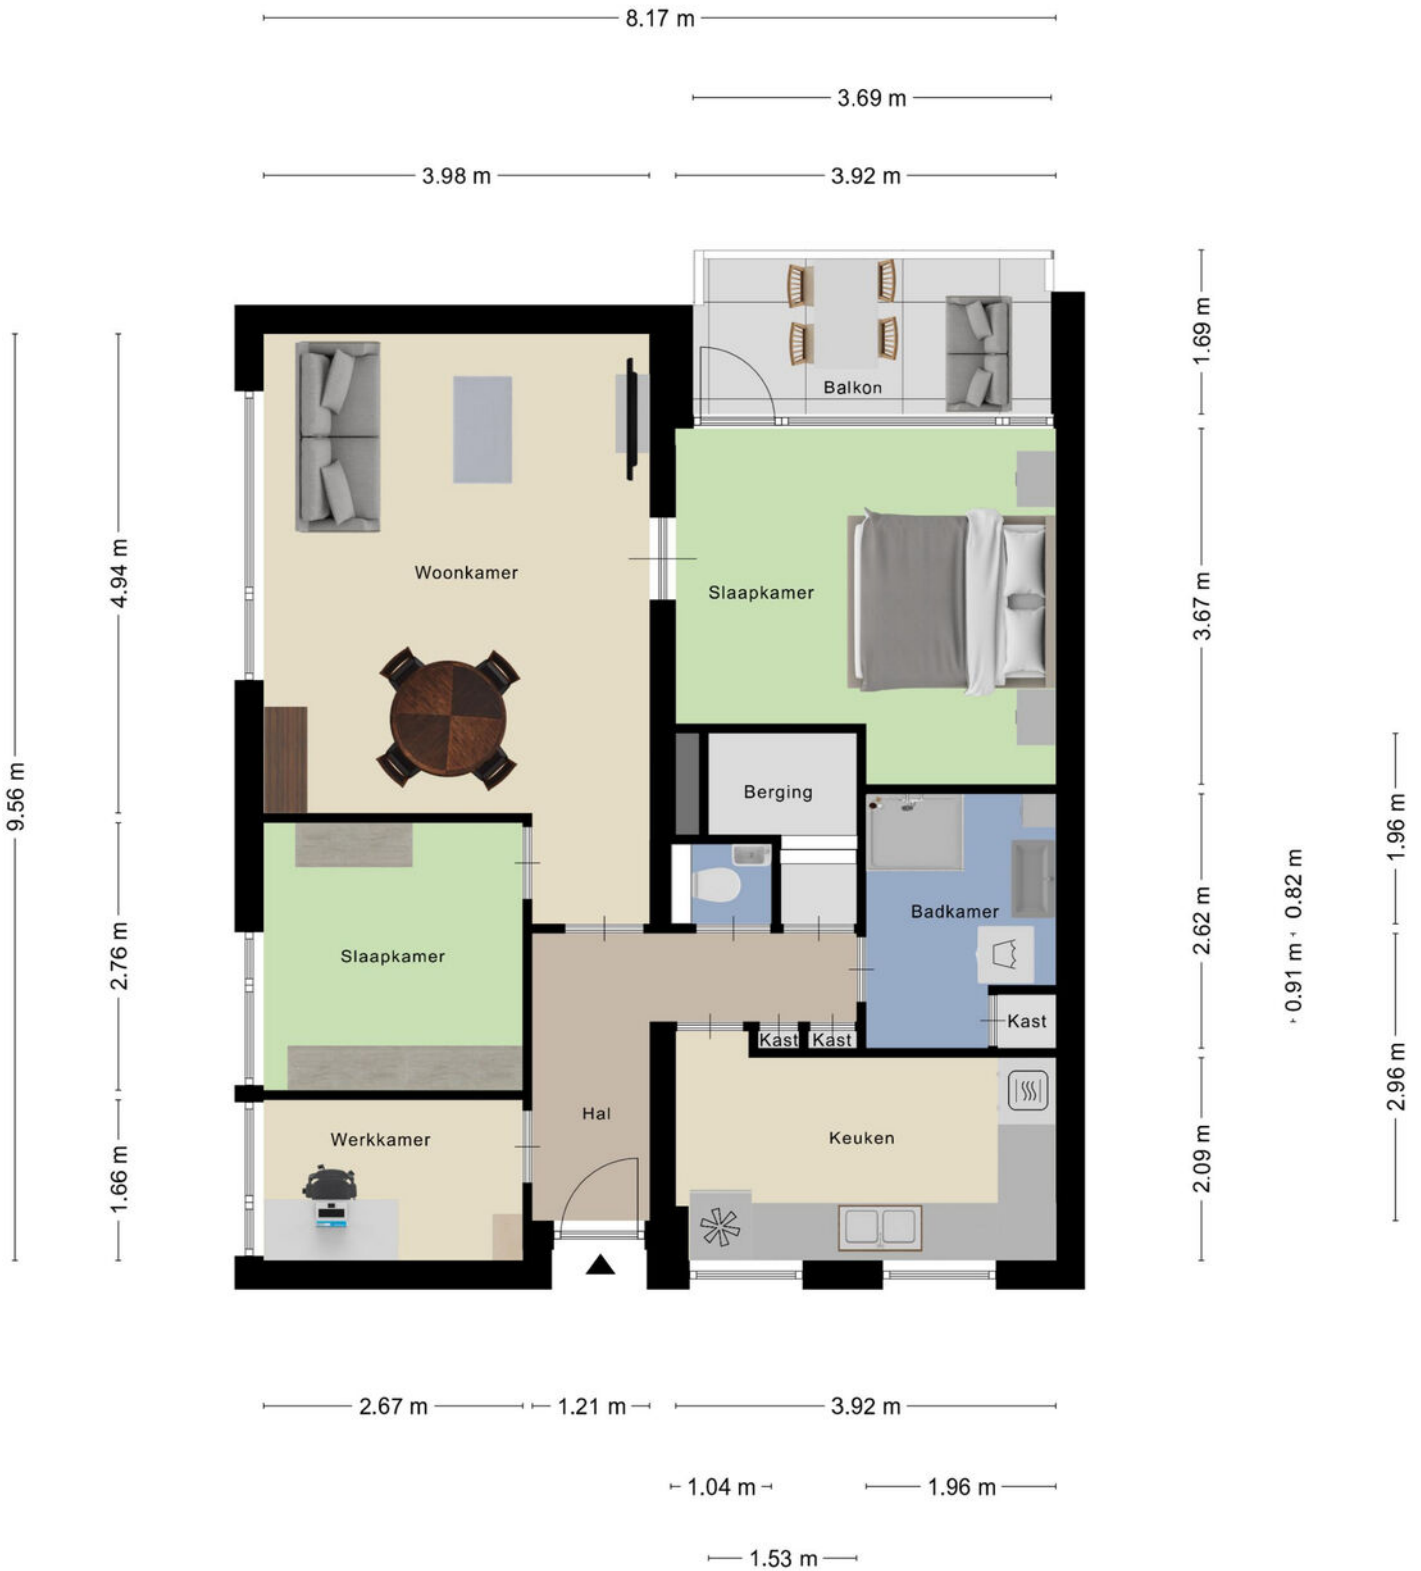 8.17 m
3.69 m
3.98 m
3.92 m
1.69 m
Balkon
4.94 m
Woonkamer
Slaapkamer
3.67 m
9.56 m
Berging
1.96 m
2.76 m
Slaapkamer
Badkamer
2.62 m
0.82 m
0.91 m
Kast
Kast
Kast
2.96 m
Hal
Werkkamer
Keuken
1.66 m
2.09 m
2.67 m
1.21 m
3.92 m
1.04 m
1.96 m
1.53 m